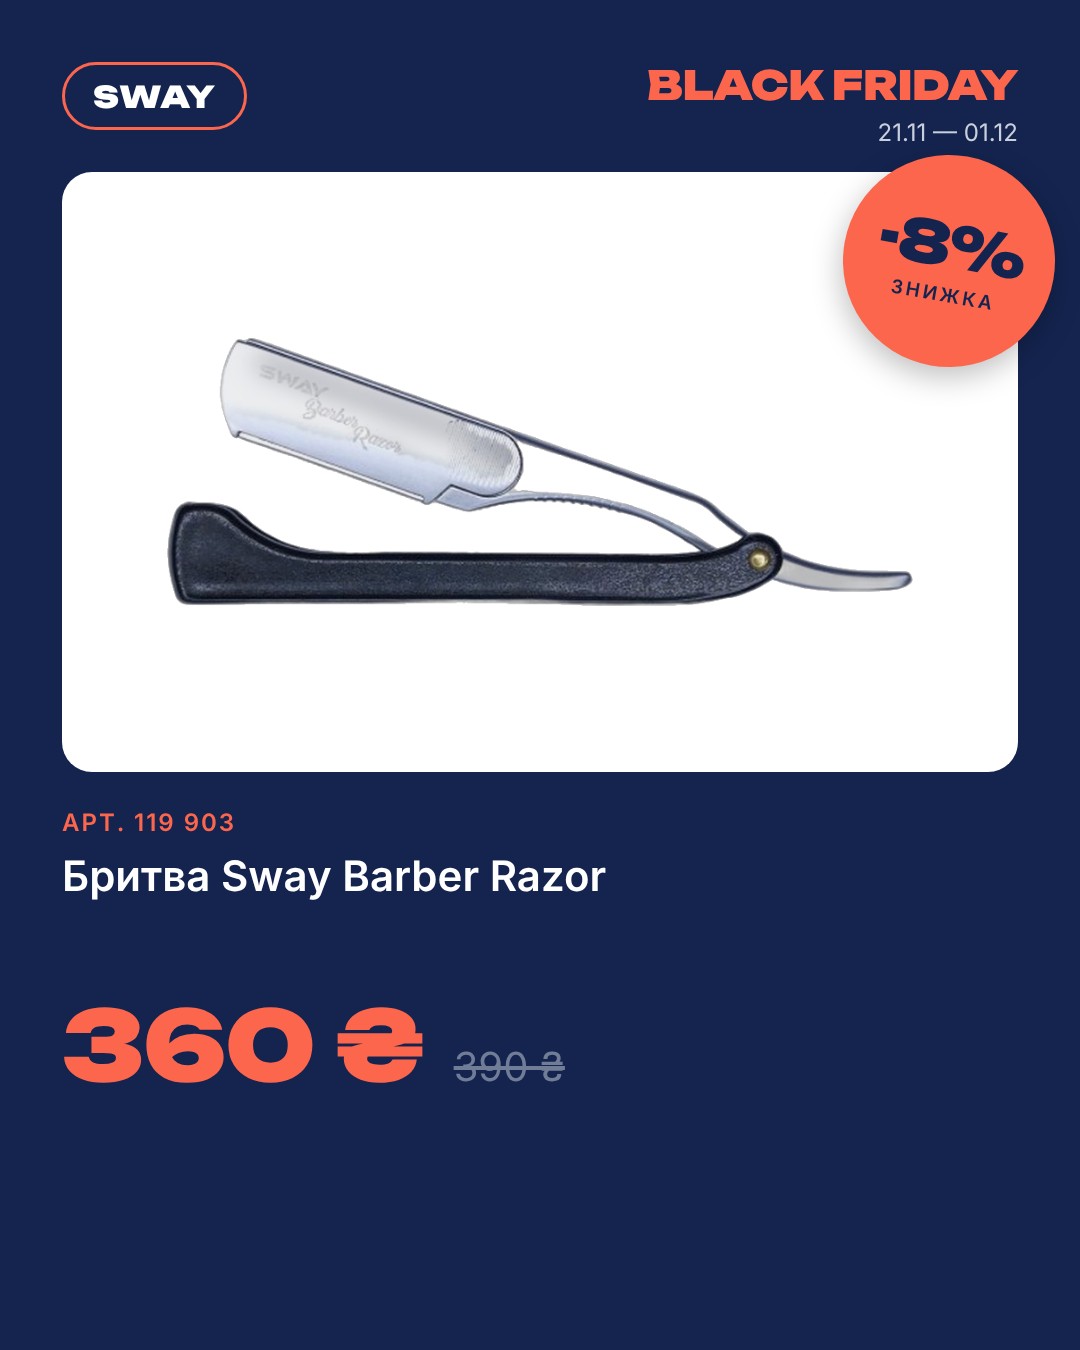 SWAY
BLACK FRIDAY
21.11 — 01.12
-8%
ЗНИЖКА
SWAY
Barber
Razor
АРТ. 119 903
Бритва Sway Barber Razor
360 ₴
390 ₴